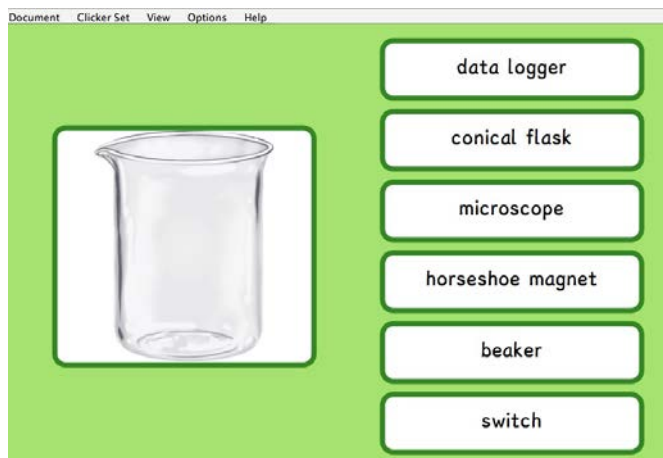 Document Clicker Set View Options Help
data logger
conical flask
microscope
horseshoe magnet
beaker
switch